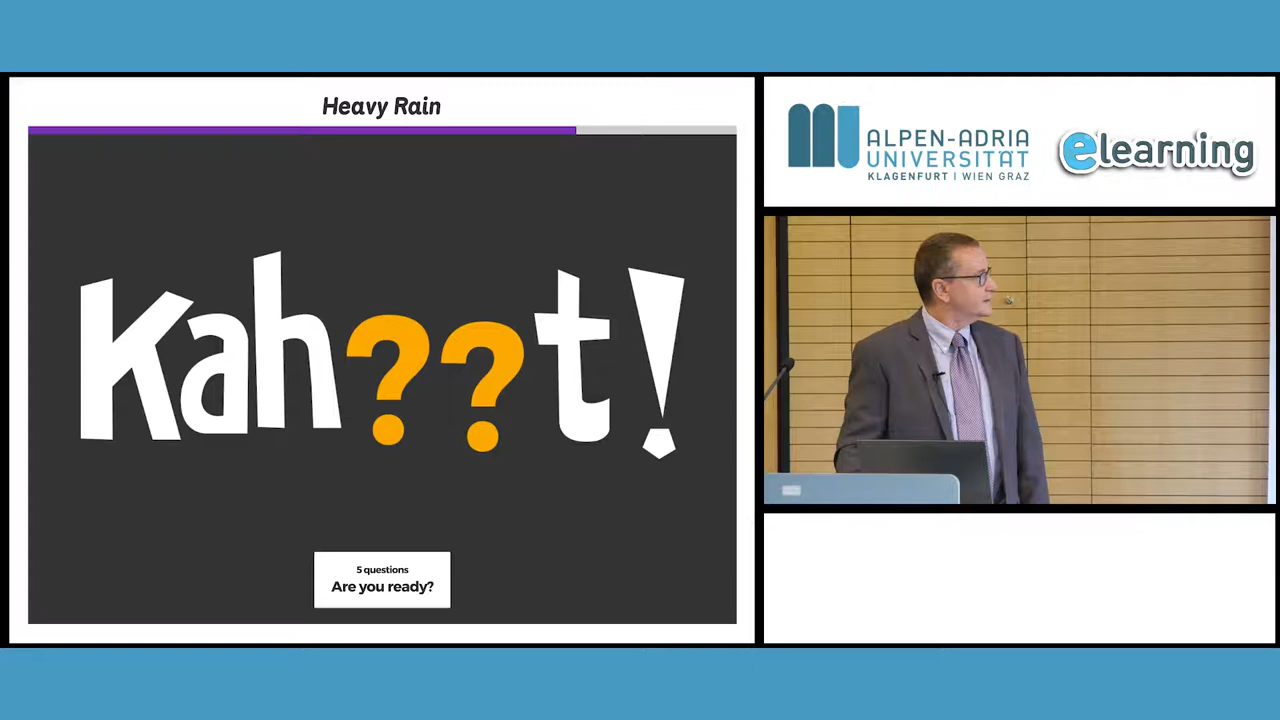 Heavy Rain
Kah??t!
5 questions
Are you ready?
ALPEN-ADRIA
UNIVERSITÄT
KLAGENFURT | WIEN GRAZ
elearning